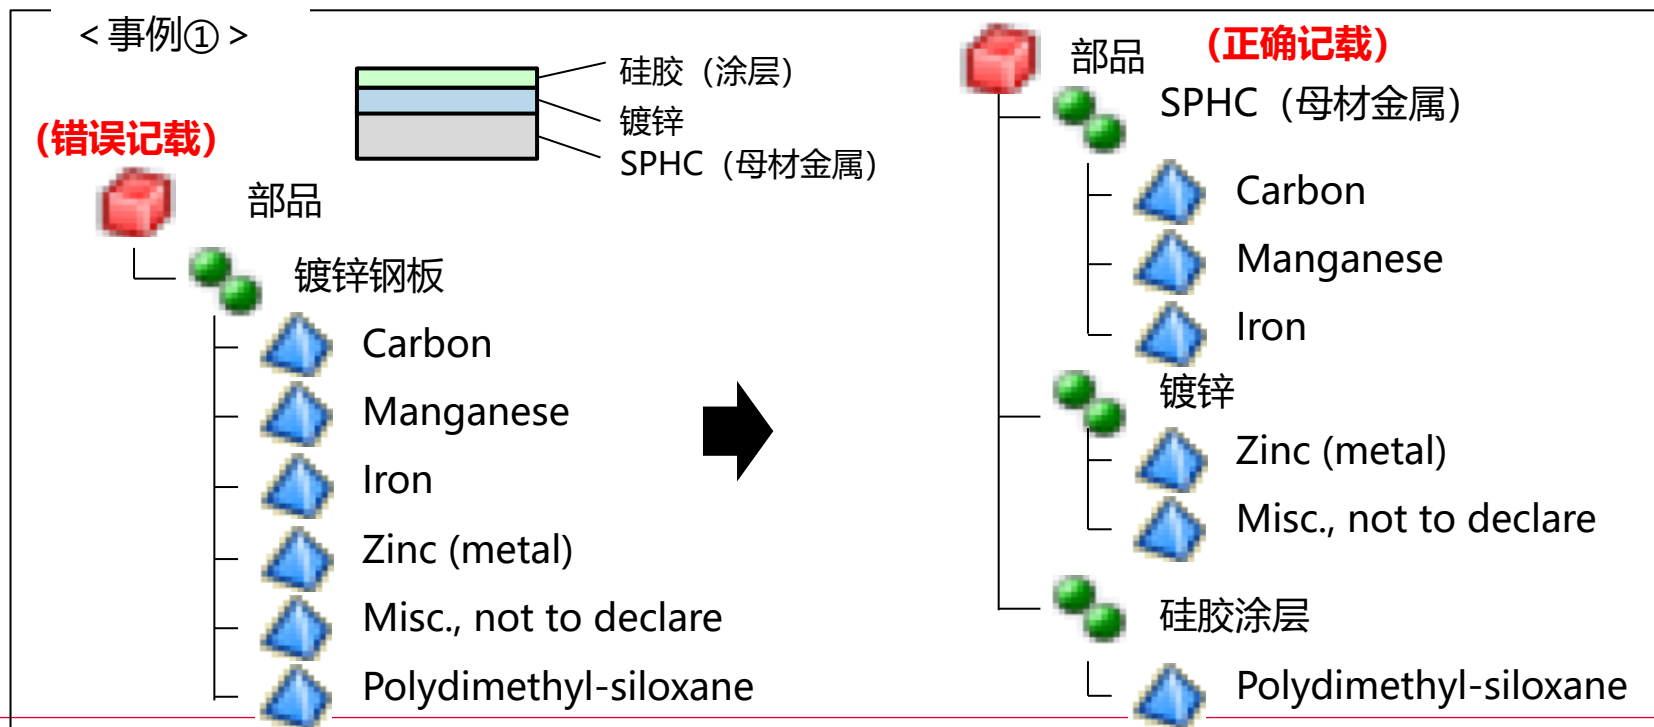 ＜事例①＞
硅胶（涂层）
镀锌
SPHC（母材金属）
(错误记载)
部品
镀锌钢板
Carbon
Manganese
Iron
Zinc (metal)
Misc., not to declare
Polydimethyl-siloxane
部品
(正确记载)
SPHC（母材金属）
Carbon
Manganese
Iron
镀锌
Zinc (metal)
Misc., not to declare
硅胶涂层
Polydimethyl-siloxane